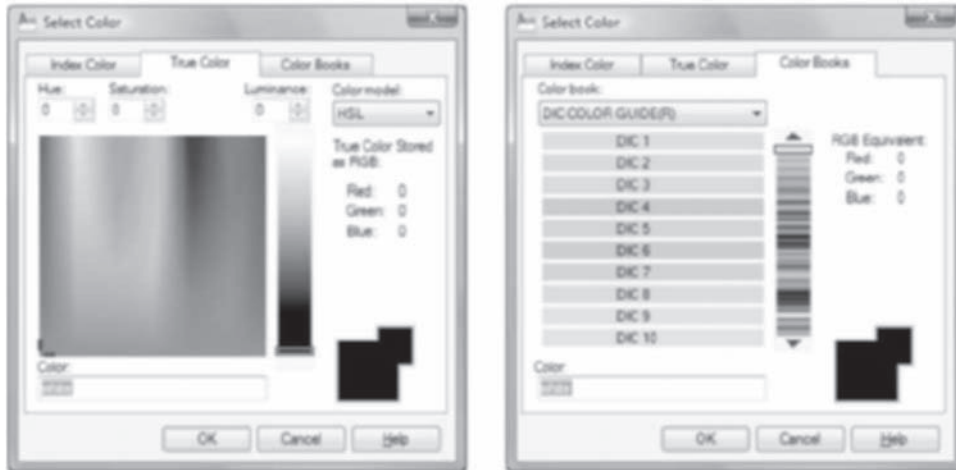 Select Color
Index Color True Color Color Books
Hue: Saturation: Luminance: Color model:
0 0 0 HSL
True Color Stored
as RGB:
Red: 0
Green: 0
Blue: 0
Color:
OK Cancel Help
Select Color
Index Color True Color Color Books
Color book:
DIC COLOR GUIDE(R)
DIC 1
DIC 2
DIC 3
DIC 4
DIC 5
DIC 6
DIC 7
DIC 8
DIC 9
DIC 10
RGB Equivalent:
Red: 0
Green: 0
Blue: 0
Color:
OK Cancel Help